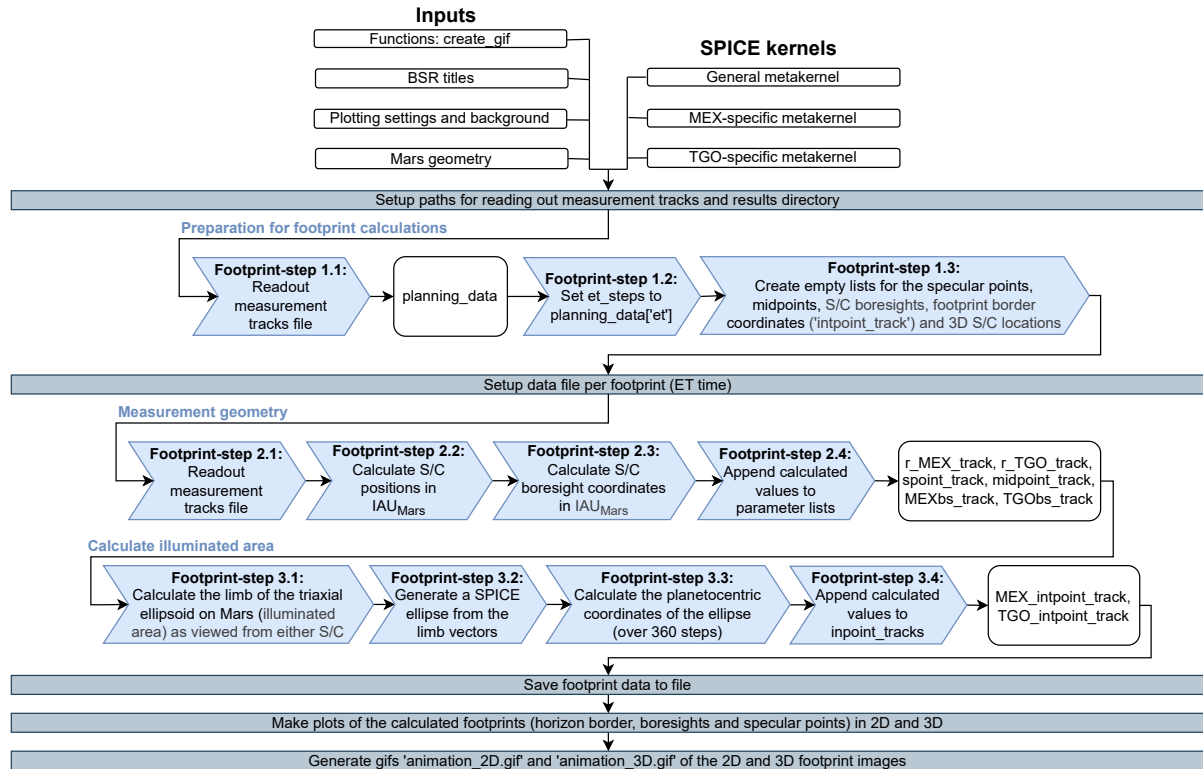 Inputs
Functions: create_gif
BSR titles
Plotting settings and background
Mars geometry
SPICE kernels
General metakernel
MEX-specific metakernel
TGO-specific metakernel
Setup paths for reading out measurement tracks and results directory
Preparation for footprint calculations
Footprint-step 1.1:
Readout
measurement
tracks file
planning_data
Footprint-step 1.2:
Set et_steps to
planning_data['et']
Footprint-step 1.3:
Create empty lists for the specular points,
midpoints, S/C boresights, footprint border
coordinates ('intpoint_track') and 3D S/C locations
Setup data file per footprint (ET time)
Measurement geometry
Footprint-step 2.1:
Readout
measurement
tracks file
Footprint-step 2.2:
Calculate S/C
positions in
IAU_Mars
Footprint-step 2.3:
Calculate S/C
boresight coordinates
in IAU_Mars
Footprint-step 2.4:
Append calculated
values to
parameter lists
r_MEX_track, r_TGO_track,
spoint_track, midpoint_track,
MEXbs_track, TGObs_track
Calculate illuminated area
Footprint-step 3.1:
Calculate the limb of the triaxial
ellipsoid on Mars (illuminated
area) as viewed from either S/C
Footprint-step 3.2:
Generate a SPICE
ellipse from the
limb vectors
Footprint-step 3.3:
Calculate the planetocentric
coordinates of the ellipse
(over 360 steps)
Footprint-step 3.4:
Append calculated
values to
inpoint_tracks
MEX_intpoint_track,
TGO_intpoint_track
Save footprint data to file
Make plots of the calculated footprints (horizon border, boresights and specular points) in 2D and 3D
Generate gifs 'animation_2D.gif' and 'animation_3D.gif' of the 2D and 3D footprint images